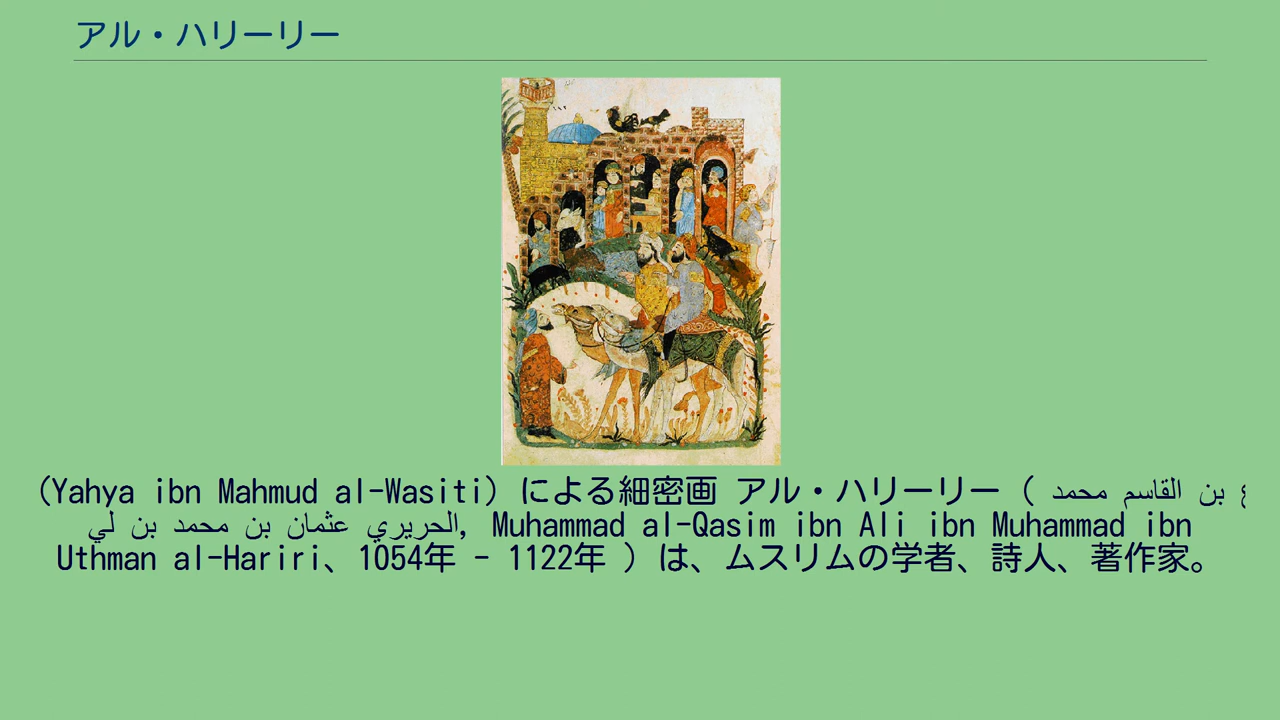 アル・ハリーリー
(Yahya ibn Mahmud al-Wasiti) による細密画 アル・ハリーリー ( محمد القاسم بن ع
لي بن محمد بن عثمان الحريري, Muhammad al-Qasim ibn Ali ibn Muhammad ibn
Uthman al-Hariri、1054年 - 1122年 ) は、ムスリムの学者、詩人、著作家。